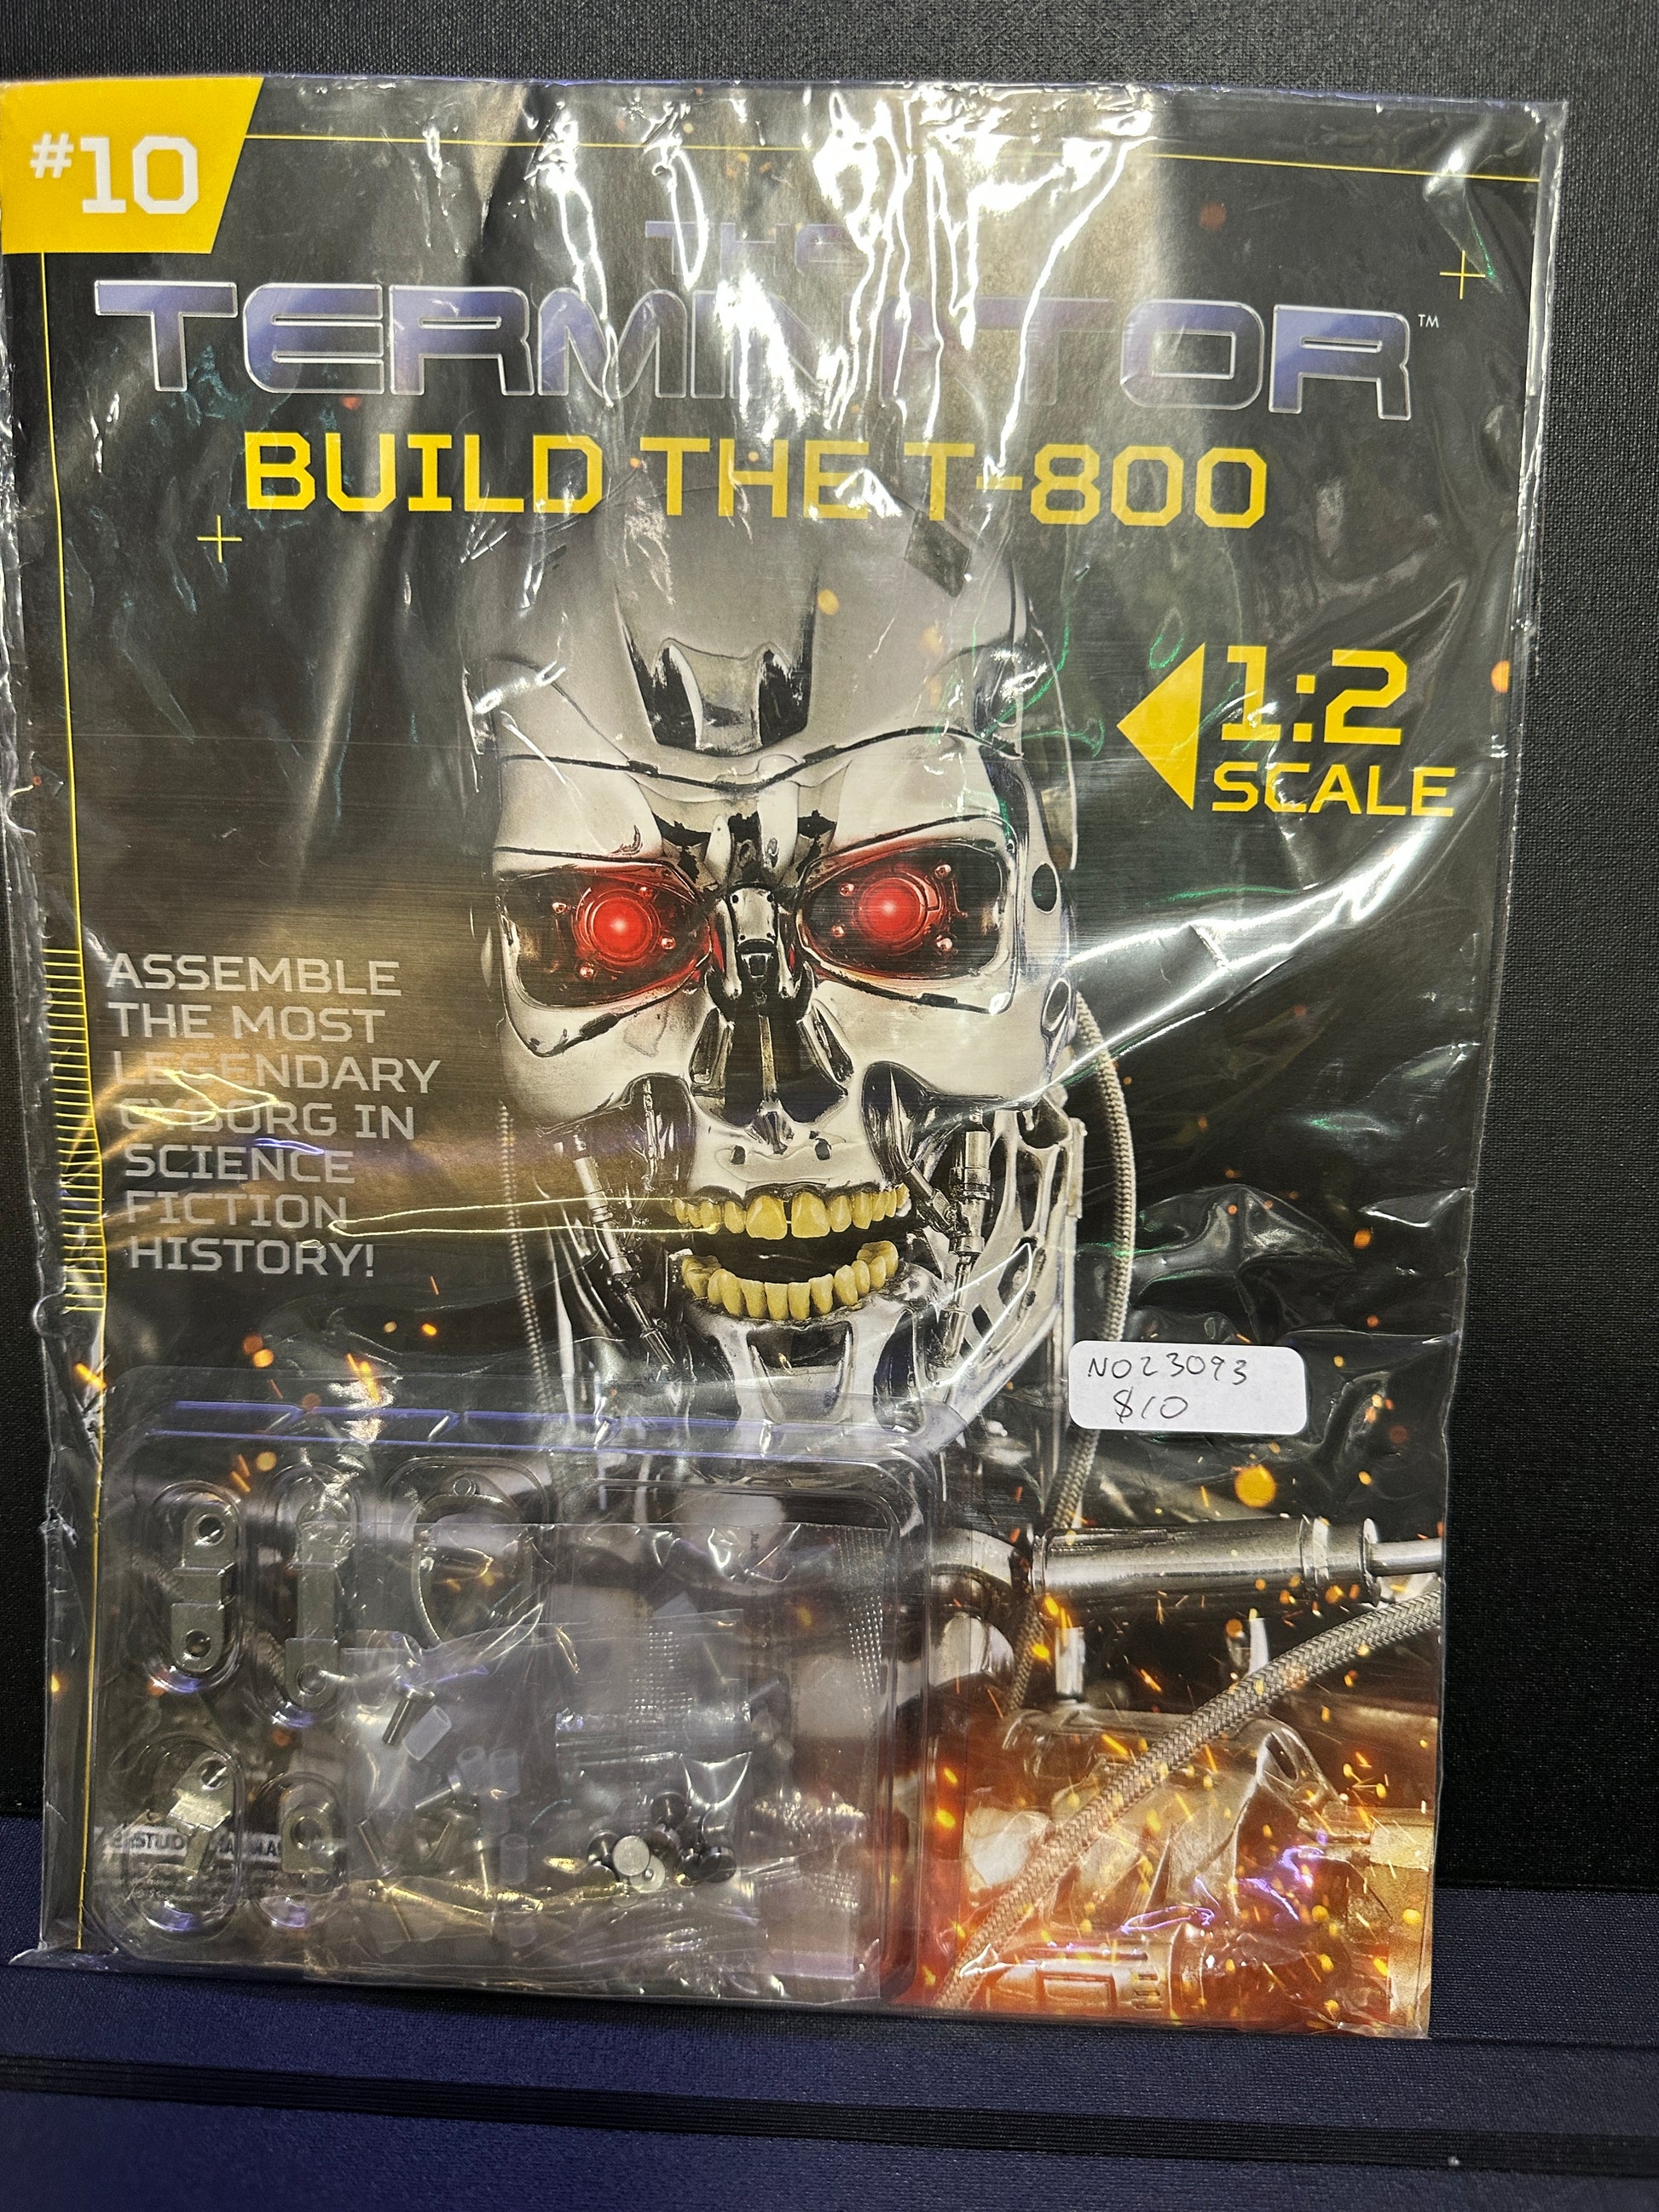 #10
THE
TERMINATOR™
BUILD THE T-800
1:2
SCALE
ASSEMBLE
THE MOST
LEGENDARY
CYBORG IN
SCIENCE
FICTION
HISTORY!
NO23093
$10